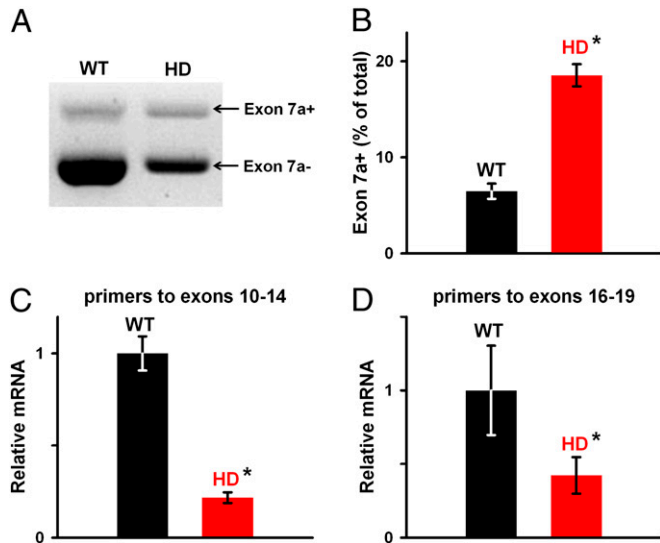 A
WT HD
Exon 7a+
Exon 7a-
B
Exon 7a+ (% of total)
20
10
0
WT
HD *
C
primers to exons 10-14
Relative mRNA
1
0
WT
HD *
D
primers to exons 16-19
Relative mRNA
1
0
WT
HD *